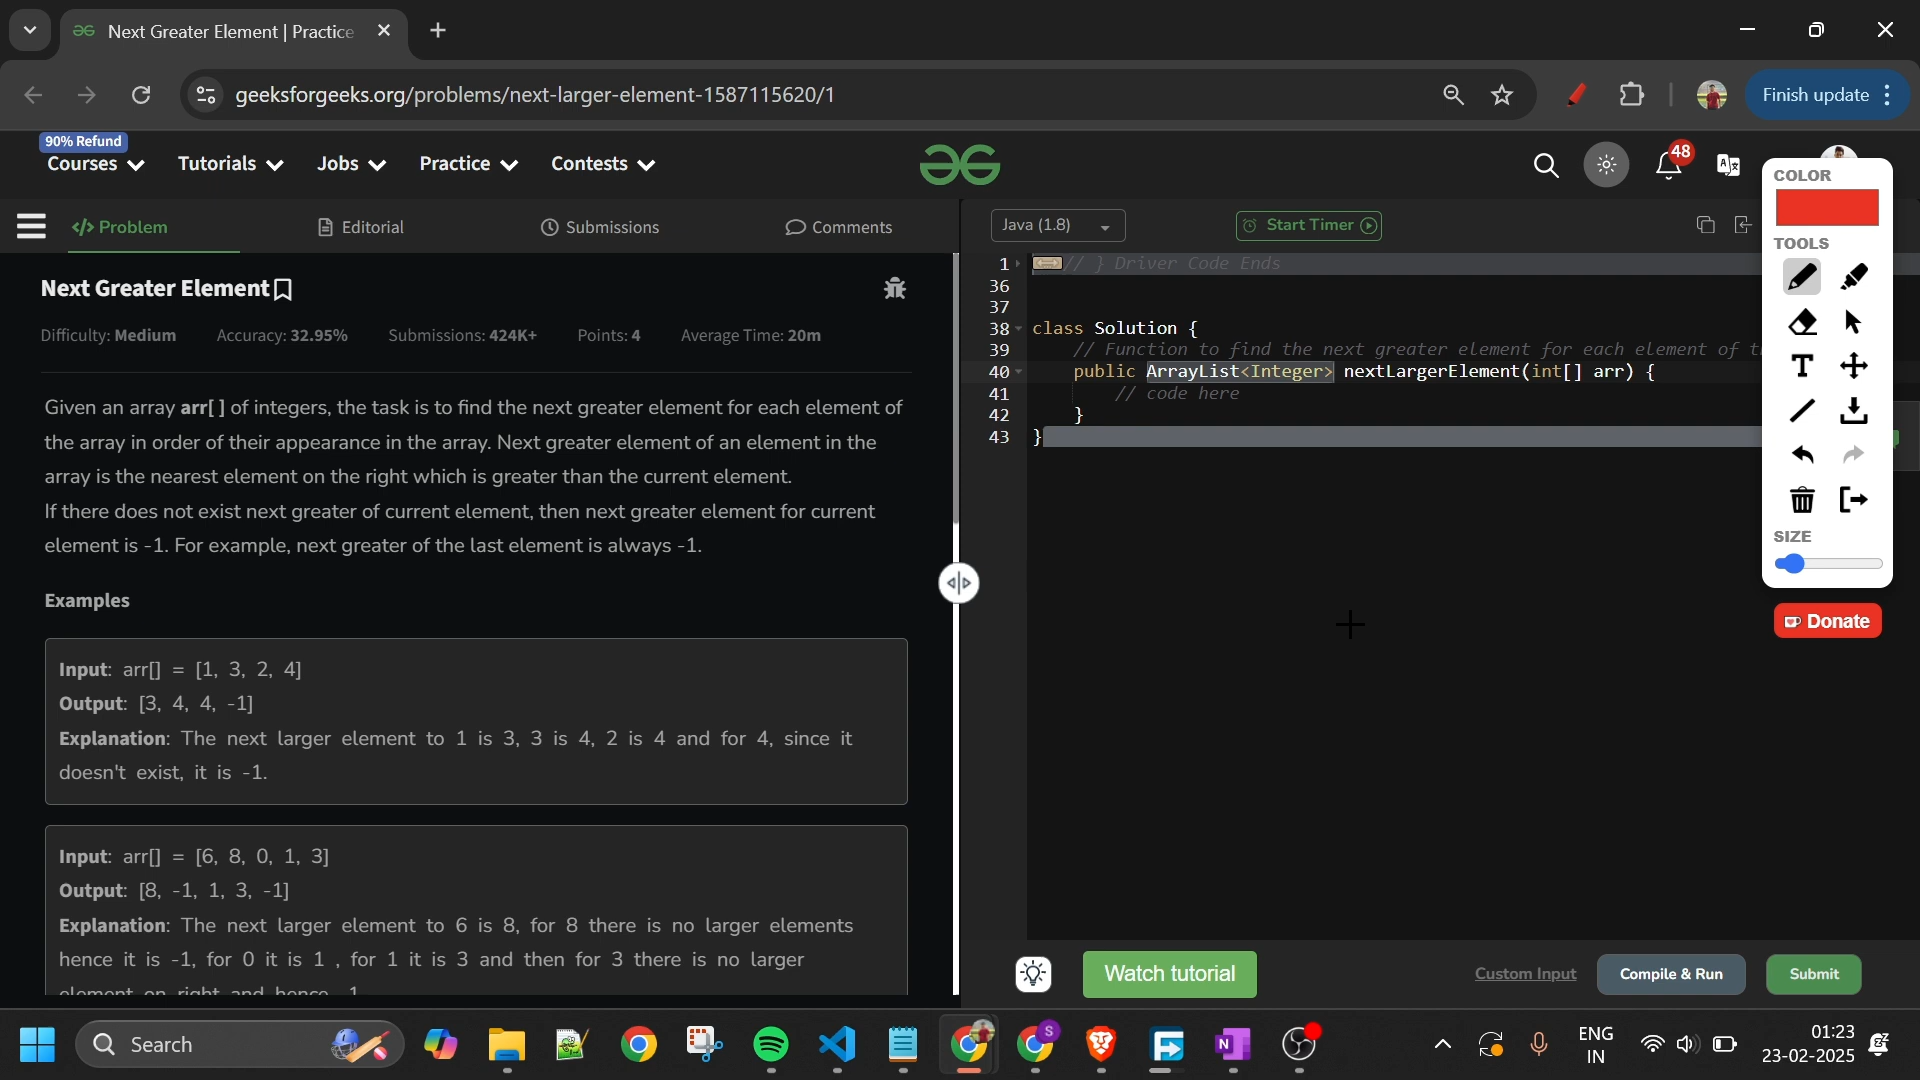 Next Greater Element | Practice
geeksforgeeks.org/problems/next-larger-element-1587115620/1
Finish update
90% Refund
Courses
Tutorials
Jobs
Practice
Contests
48
</> Problem
Editorial
Submissions
Comments
Java (1.8)
Start Timer
Next Greater Element
Difficulty: Medium
Accuracy: 32.95%
Submissions: 424K+
Points: 4
Average Time: 20m
Given an array arr[ ] of integers, the task is to find the next greater element for each element of
the array in order of their appearance in the array. Next greater element of an element in the
array is the nearest element on the right which is greater than the current element.
If there does not exist next greater of current element, then next greater element for current
element is -1. For example, next greater of the last element is always -1.
Examples
Input: arr[] = [1, 3, 2, 4]
Output: [3, 4, 4, -1]
Explanation: The next larger element to 1 is 3, 3 is 4, 2 is 4 and for 4, since it
doesn't exist, it is -1.
Input: arr[] = [6, 8, 0, 1, 3]
Output: [8, -1, 1, 3, -1]
Explanation: The next larger element to 6 is 8, for 8 there is no larger elements
hence it is -1, for 0 it is 1 , for 1 it is 3 and then for 3 there is no larger
element on right and hence -1
1 // } Driver Code Ends
36
37
38 class Solution {
39 // Function to find the next greater element for each element of t
40 public ArrayList<Integer> nextLargerElement(int[] arr) {
41 // code here
42 }
43 }
COLOR
TOOLS
T
SIZE
Donate
Watch tutorial
Custom Input
Compile & Run
Submit
Search
S
N
ENG
IN
01:23
23-02-2025